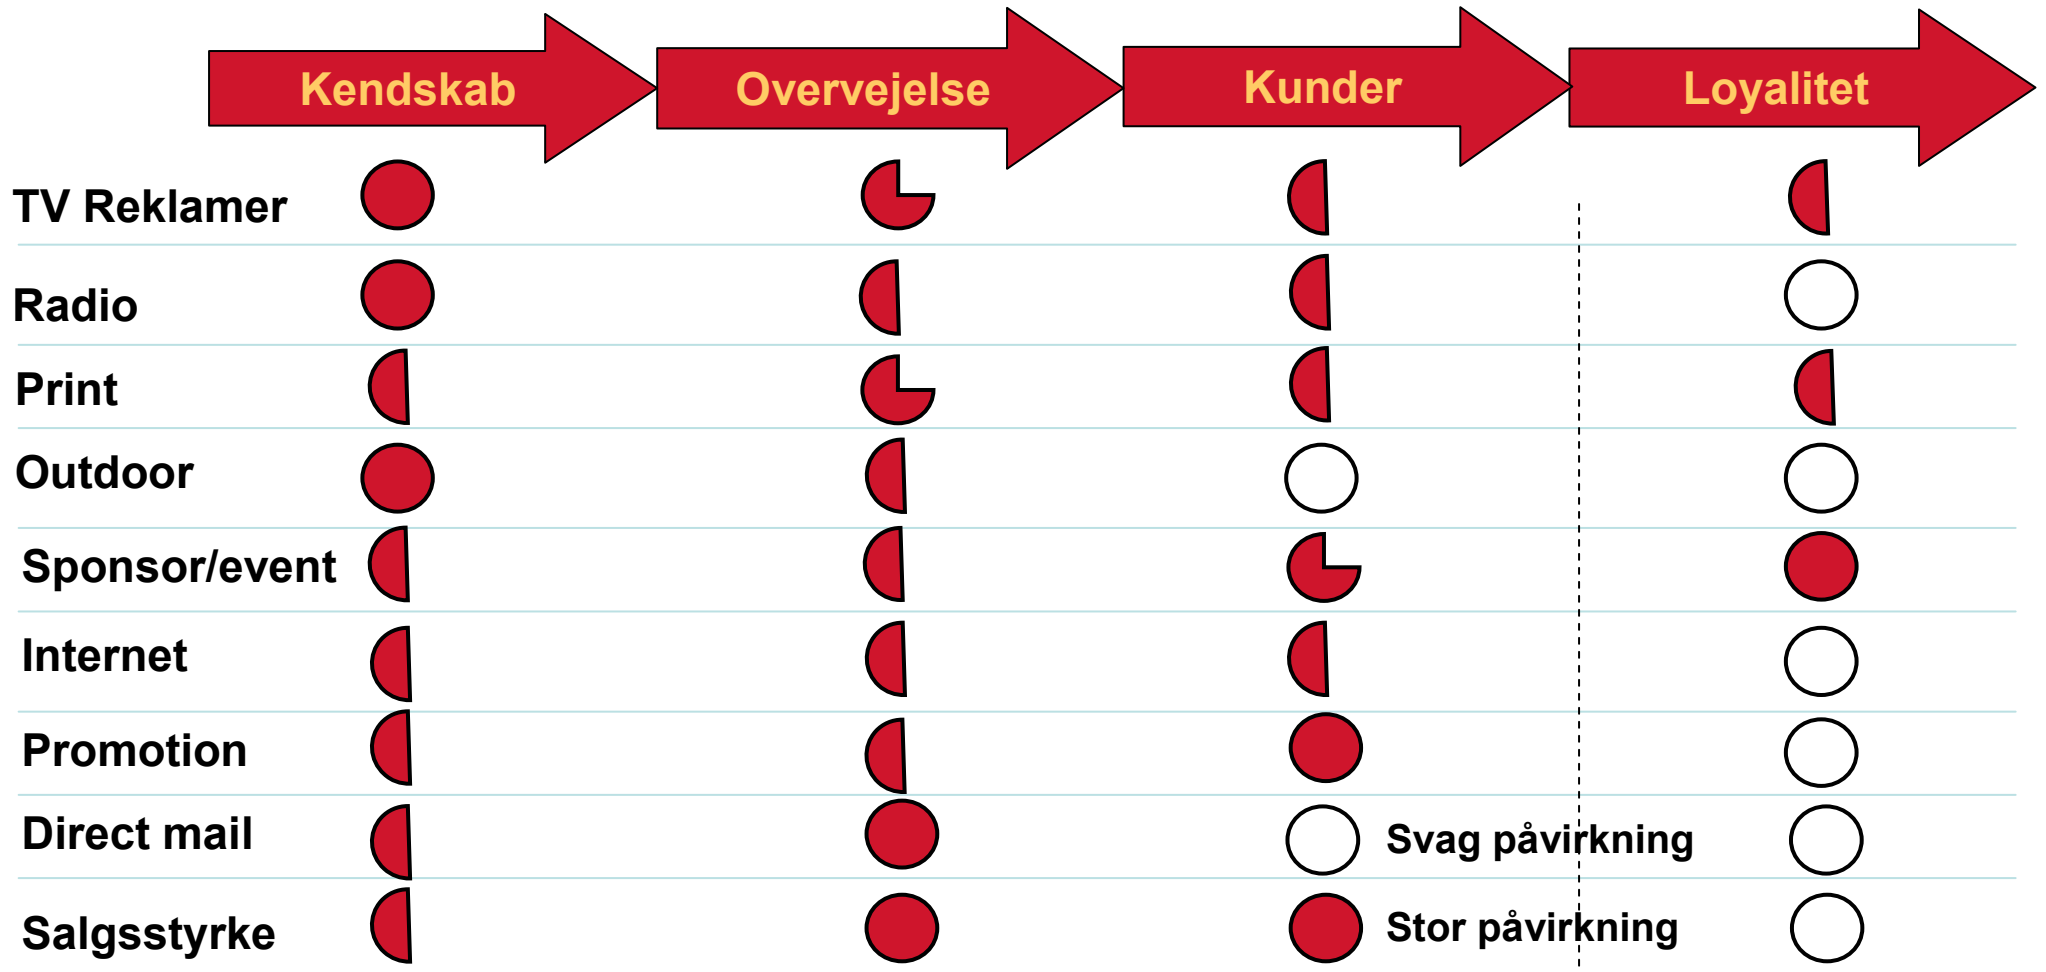 Kendskab
Overvejelse
Kunder
Loyalitet
TV Reklamer
Radio
Print
Outdoor
Sponsor/event
Internet
Promotion
Direct mail
Svag påvirkning
Salgsstyrke
Stor påvirkning